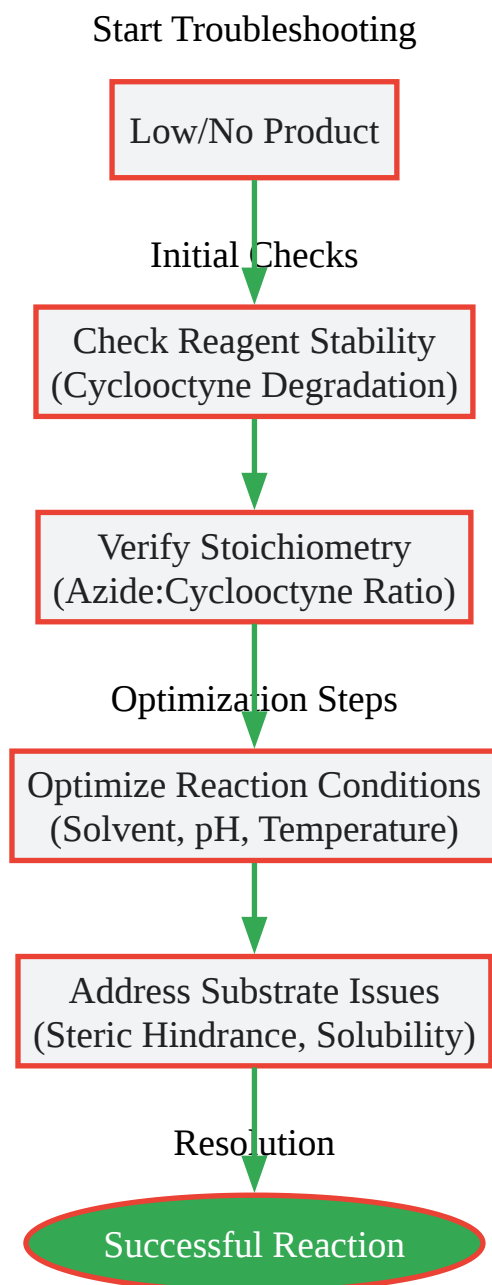 Start Troubleshooting
Low/No Product
Initial Checks
Check Reagent Stability
(Cyclooctyne Degradation)
Verify Stoichiometry
(Azide:Cyclooctyne Ratio)
Optimization Steps
Optimize Reaction Conditions
(Solvent, pH, Temperature)
Address Substrate Issues
(Steric Hindrance, Solubility)
Resolution
Successful Reaction